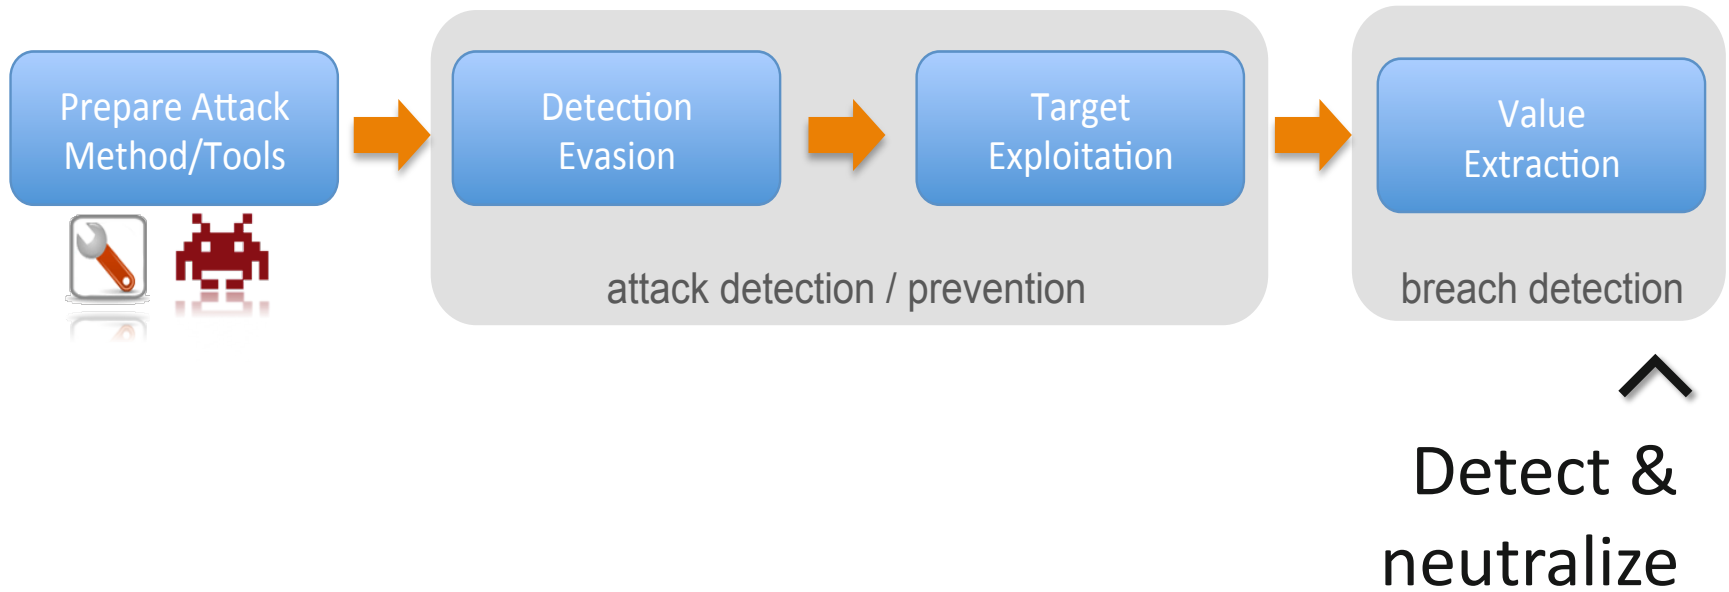 Prepare Attack
Method/Tools
Detection
Evasion
Target
Exploitation
Value
Extraction
attack detection / prevention
breach detection
Detect &
neutralize